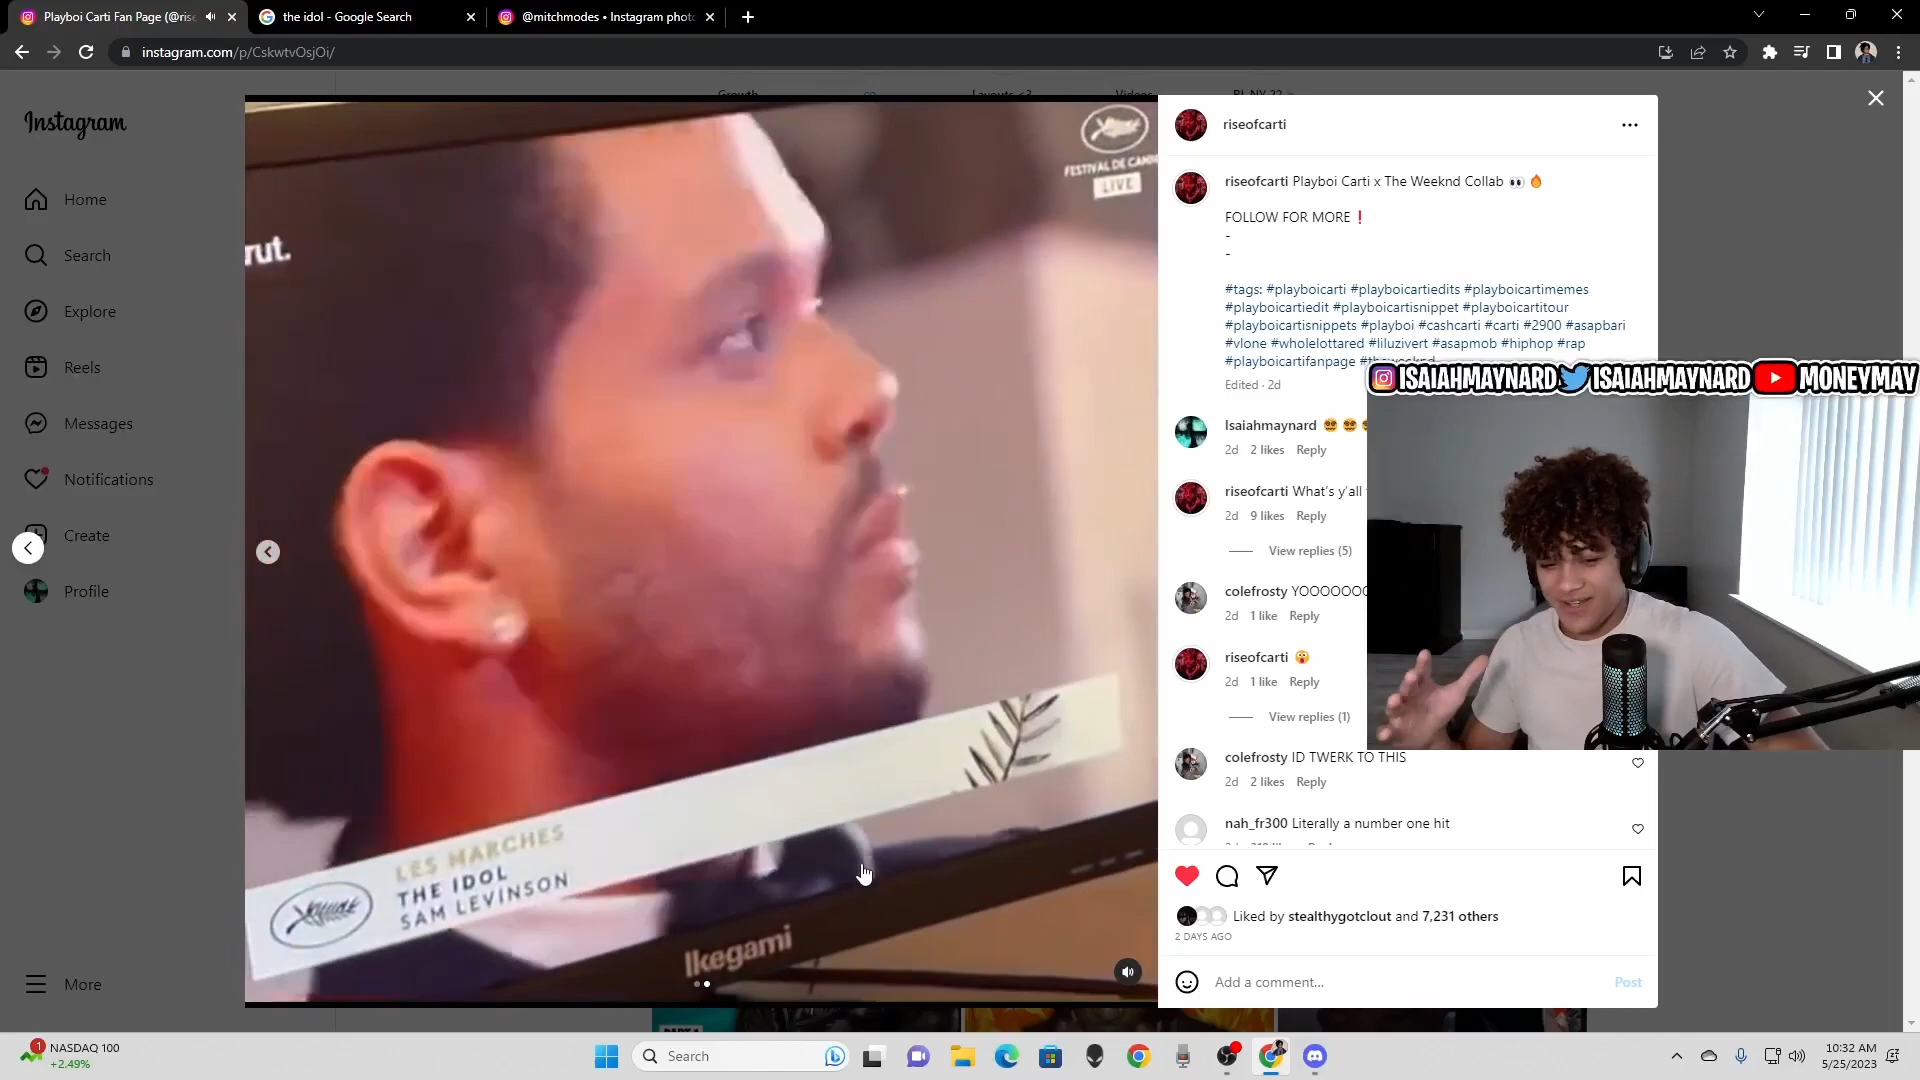 Playboi Carti Fan Page (@ris
the idol - Google Search
@mitchmodes • Instagram phot
instagram.com/p/CskwtvOsjOi/
Instagram
Home
Search
Explore
Reels
Messages
Notifications
Create
Profile
More
Growth
Layouts <3
Videos
rut.
FESTIVAL DE CANN
LIVE
LES MARCHES
THE IDOL
SAM LEVINSON
Ikegami
riseofcarti
riseofcarti Playboi Carti x The Weeknd Collab 👀 🔥
FOLLOW FOR MORE ❗
-
-
#tags: #playboicarti #playboicartiedits #playboicartimemes
#playboicartiedit #playboicartisnippet #playboicartitour
#playboicartisnippets #playboi #cashcarti #carti #2900 #asapbari
#vlone #wholelottared #liluzivert #asapmob #hiphop #rap
#playboicartifanpage #theweeknd
Edited · 2d
ISAIAHMAYNARD ISAIAHMAYNARD MONEYMAY
Isaiahmaynard
2d 2 likes Reply
riseofcarti What's y'all
2d 9 likes Reply
View replies (5)
colefrosty YOOOOOOO
2d 1 like Reply
riseofcarti 😲
2d 1 like Reply
View replies (1)
colefrosty ID TWERK TO THIS
2d 2 likes Reply
nah_fr300 Literally a number one hit
Liked by stealthygotclout and 7,231 others
2 DAYS AGO
Add a comment...
Post
1
NASDAQ 100
+2.49%
Search
10:32 AM
5/25/2023